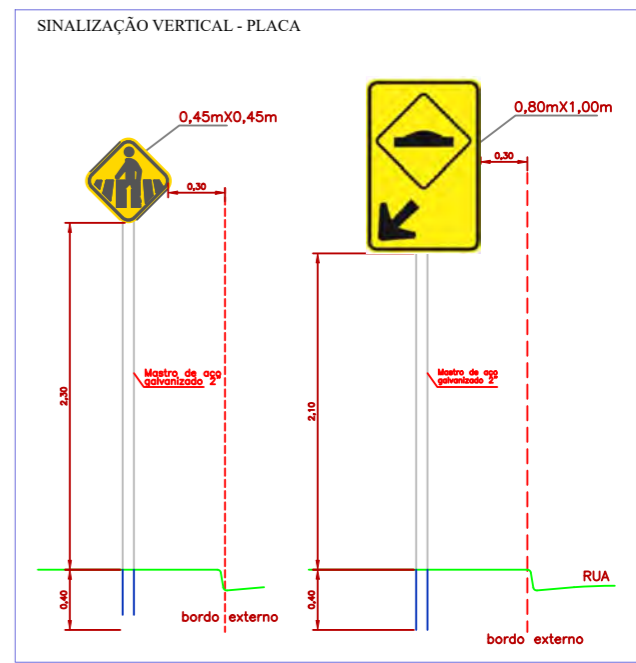 SINALIZAÇÃO VERTICAL - PLACA
0,45mX0,45m
0,30
2,30
Mastro de aço
galvanizado 2"
0,40
bordo externo
0,80mX1,00m
0,30
2,10
Mastro de aço
galvanizado 2"
0,40
RUA
bordo externo